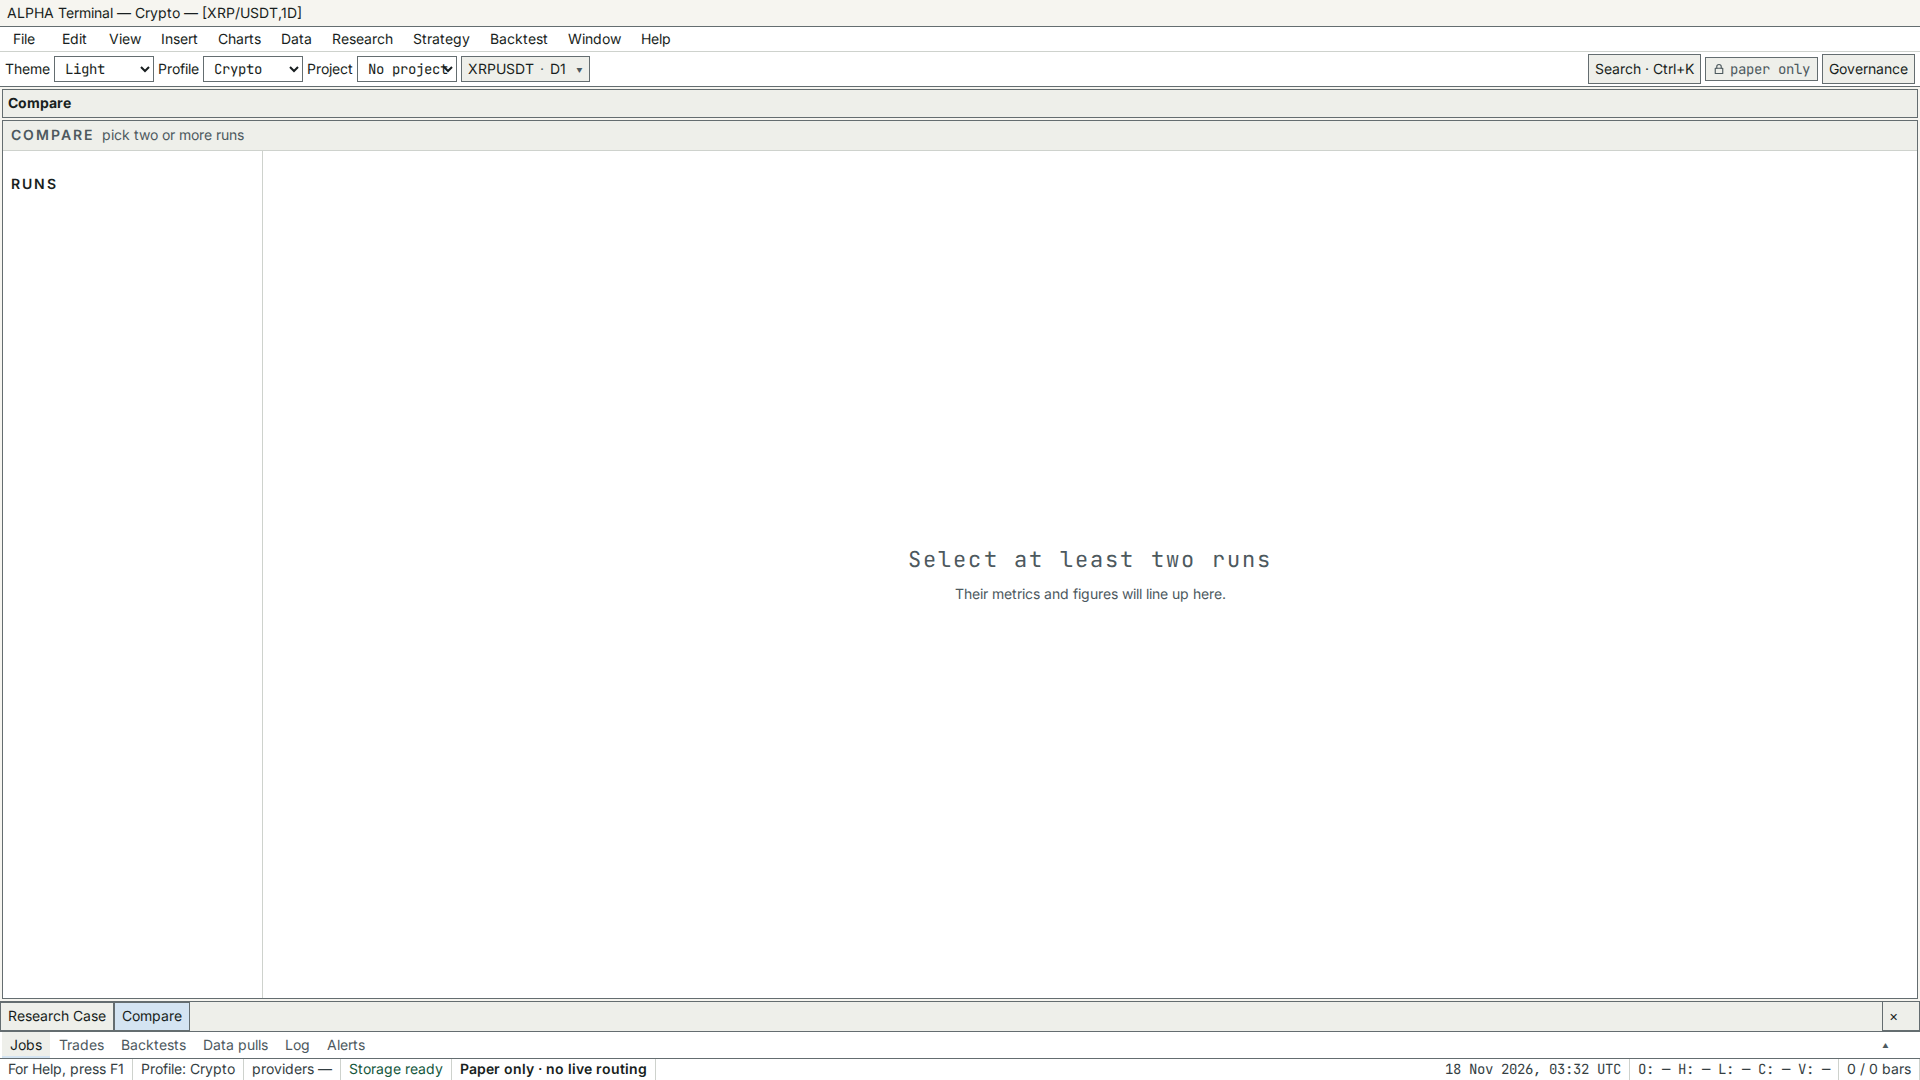 ALPHA Terminal — Crypto — [XRP/USDT,1D]
File Edit View Insert Charts Data Research Strategy Backtest Window Help
Theme Light Profile Crypto Project No project XRPUSDT · D1 ▾ Search · Ctrl+K paper only Governance
Compare
COMPARE pick two or more runs
RUNS
Select at least two runs
Their metrics and figures will line up here.
Research Case Compare ×
Jobs Trades Backtests Data pulls Log Alerts ▴
For Help, press F1 Profile: Crypto providers — Storage ready Paper only · no live routing 18 Nov 2026, 03:32 UTC O: — H: — L: — C: — V: — 0 / 0 bars